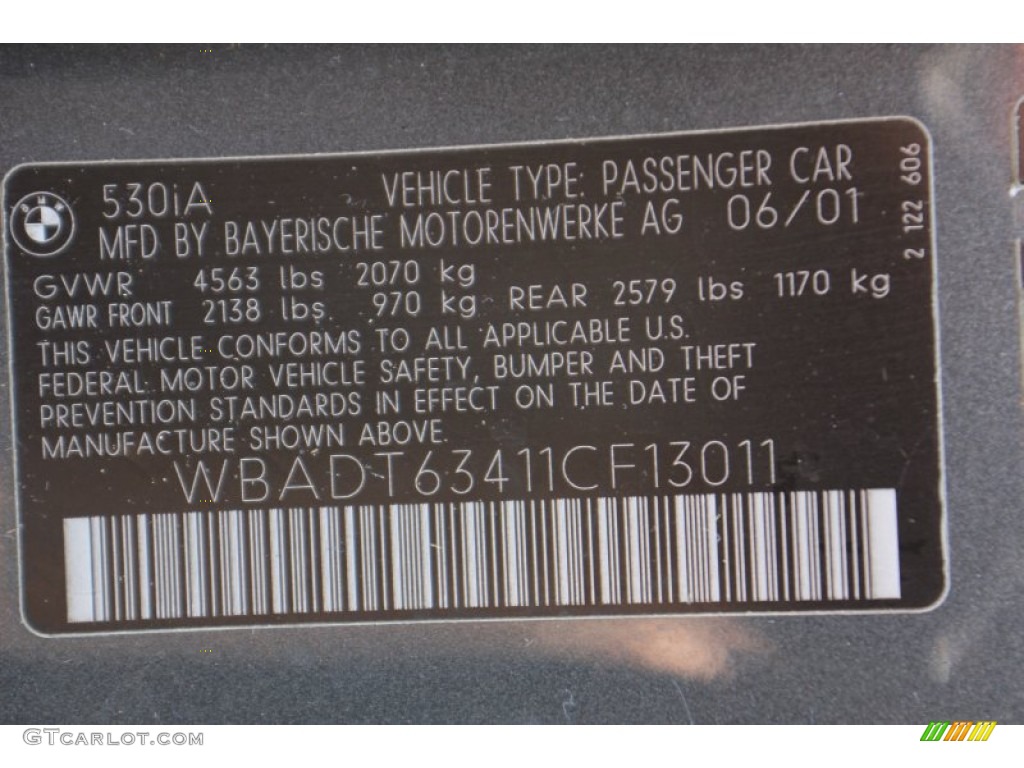 BMW
530iA
VEHICLE TYPE: PASSENGER CAR
MFD BY BAYERISCHE MOTORENWERKE AG
06/01
2 122 606
GVWR 4563 lbs 2070 kg
GAWR FRONT 2138 lbs. 970 kg REAR 2579 lbs 1170 kg
THIS VEHICLE CONFORMS TO ALL APPLICABLE U.S.
FEDERAL MOTOR VEHICLE SAFETY, BUMPER AND THEFT
PREVENTION STANDARDS IN EFFECT ON THE DATE OF
MANUFACTURE SHOWN ABOVE.
WBADT63411CF13011
GTcarlot.com